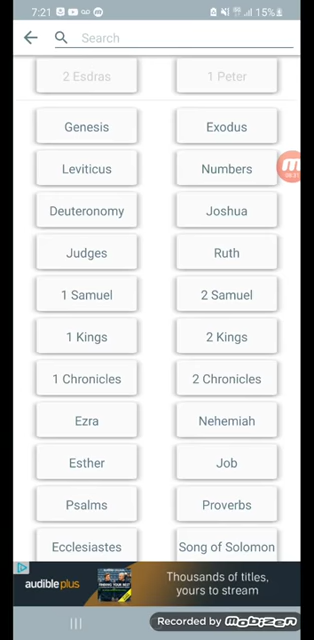 7:21
15%
Search
2 Esdras 1 Peter
Genesis Exodus
Leviticus Numbers
Deuteronomy Joshua
Judges Ruth
1 Samuel 2 Samuel
1 Kings 2 Kings
1 Chronicles 2 Chronicles
Ezra Nehemiah
Esther Job
Psalms Proverbs
Ecclesiastes Song of Solomon
audible plus
Thousands of titles,
yours to stream
Recorded by mobizen